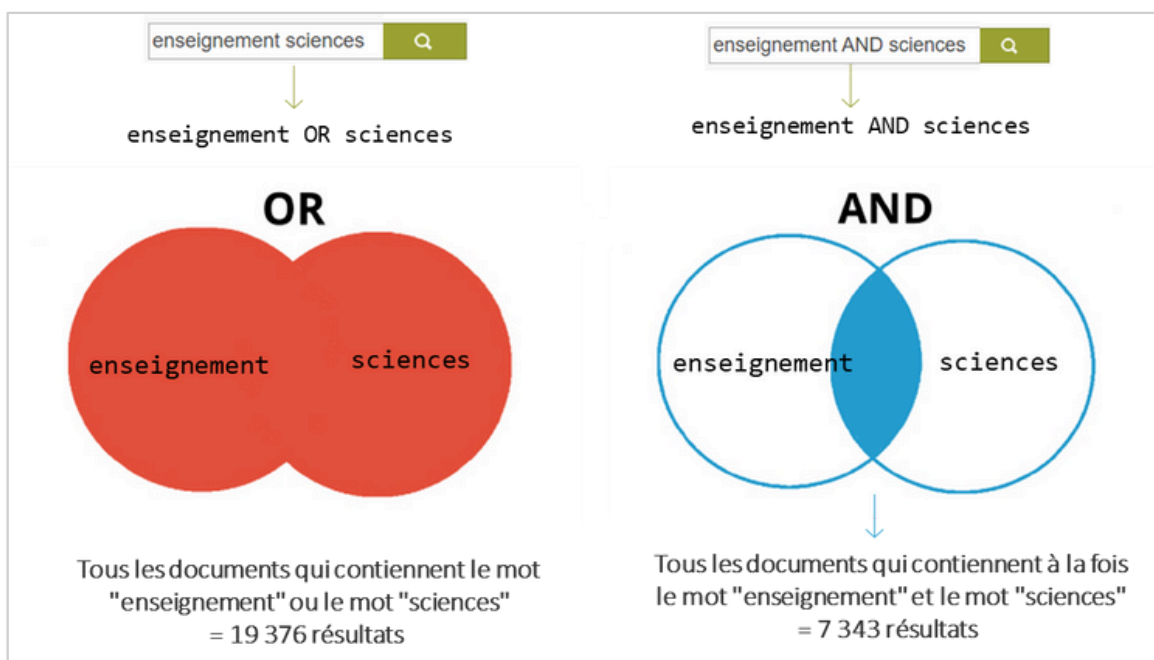 enseignement sciences
enseignement OR sciences
OR
enseignement
sciences
Tous les documents qui contiennent le mot
"enseignement" ou le mot "sciences"
= 19 376 résultats
enseignement AND sciences
enseignement AND sciences
AND
enseignement
sciences
Tous les documents qui contiennent à la fois
le mot "enseignement" et le mot "sciences"
= 7 343 résultats